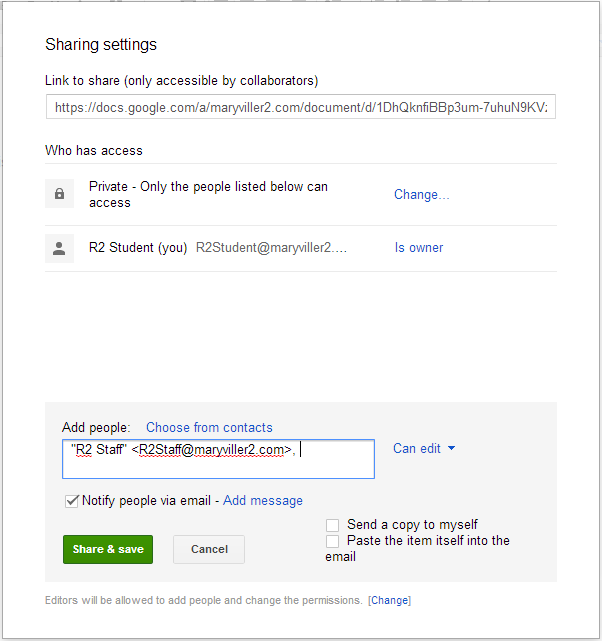 Sharing settings
Link to share (only accessible by collaborators)
https://docs.google.com/a/maryviller2.com/document/d/1DhQknfiBBp3um-7uhuN9KV
Who has access
Private - Only the people listed below can
access
Change...
R2 Student (you) R2Student@maryviller2....
Is owner
Add people: Choose from contacts
"R2 Staff" <R2Staff@maryviller2.com>,
Can edit
Notify people via email - Add message
Send a copy to myself
Paste the item itself into the
email
Share & save
Cancel
Editors will be allowed to add people and change the permissions. [Change]